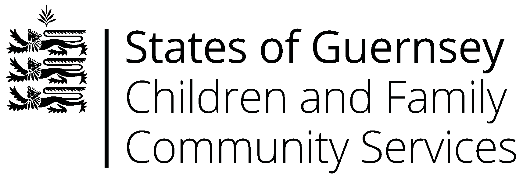 States of Guernsey
Children and Family
Community Services